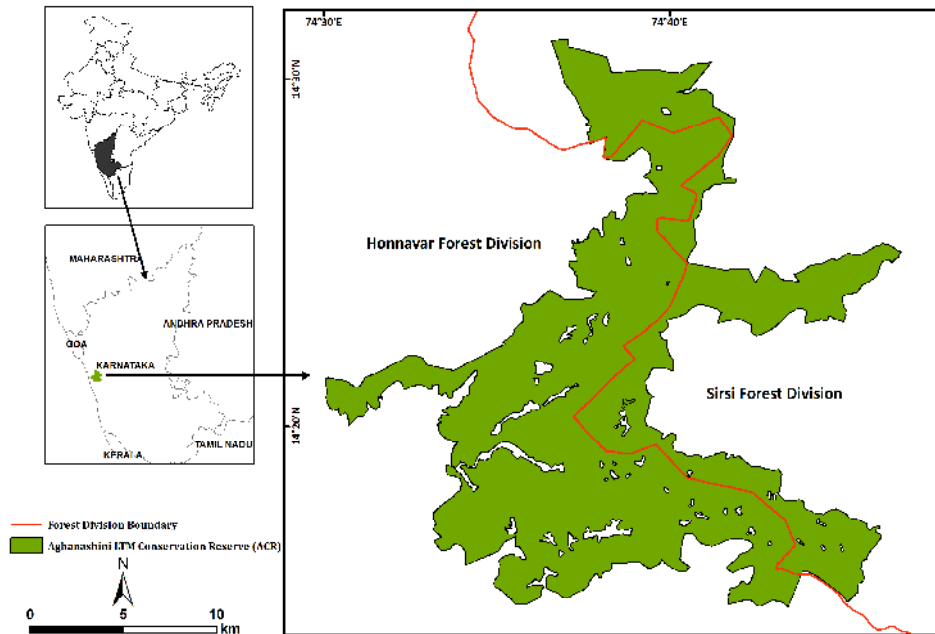 74°30'E
74°40'E
14°30'N
14°20'N
Honnavar Forest Division
Sirsi Forest Division
MAHARASHTRA
ANDHRA PRADESH
GOA
KARNATAKA
TAMIL NADU
KERALA
Forest Division Boundary
Aghanashini LTM Conservation Reserve (ACR)
N
0 5 10
km